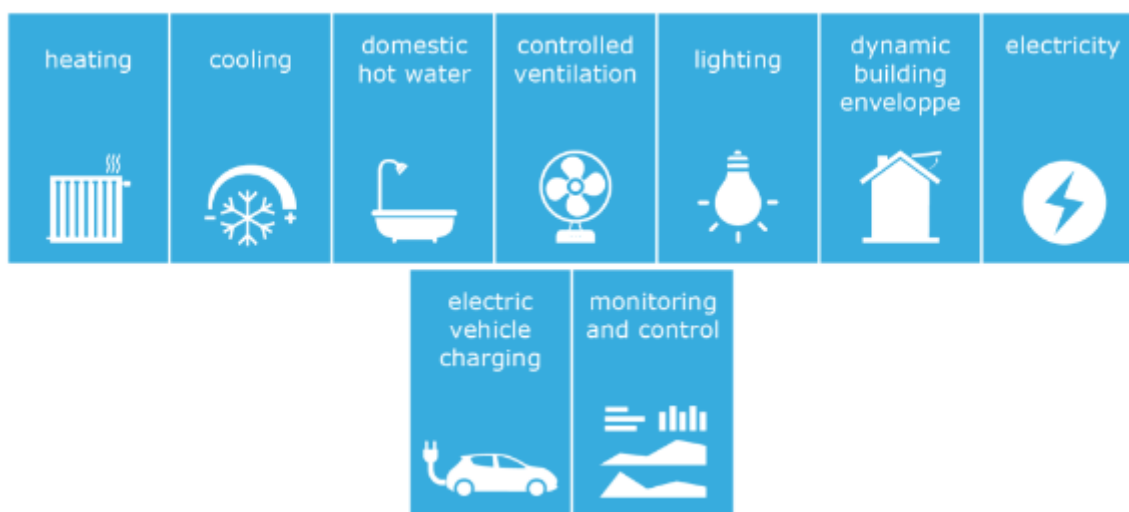 heating
cooling
domestic
hot water
controlled
ventilation
lighting
dynamic
building
enveloppe
electricity
electric
vehicle
charging
monitoring
and control